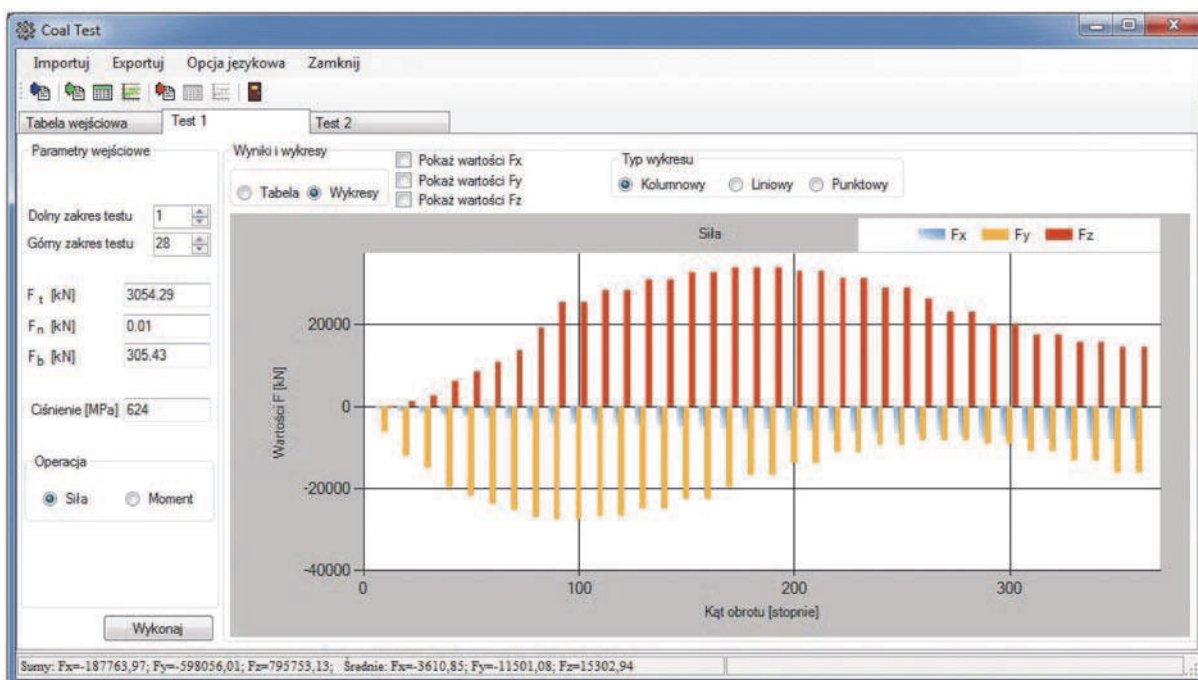 Coal Test
Importuj Exportuj Opcja językowa Zamknij
Tabela wejściowa Test 1 Test 2
Parametry wejściowe
Dolny zakres testu 1
Górny zakres testu 28
F t [kN] 3054.29
F n [kN] 0.01
F b [kN] 305.43
Ciśnienie [MPa] 624
Operacja
Siła Moment
Wykonaj
Wyniki i wykresy
Tabela Wykresy
Pokaż wartości Fx
Pokaż wartości Fy
Pokaż wartości Fz
Typ wykresu
Kolumnowy Liniowy Punktowy
Siła
Fx Fy Fz
Wartości F [kN]
20000
0
-20000
-40000
0 100 200 300
Kąt obrotu [stopnie]
Sumy: Fx=-187763,97; Fy=-598056,01; Fz=795753,13; Średnie: Fx=-3610,85; Fy=-11501,08; Fz=15302,94